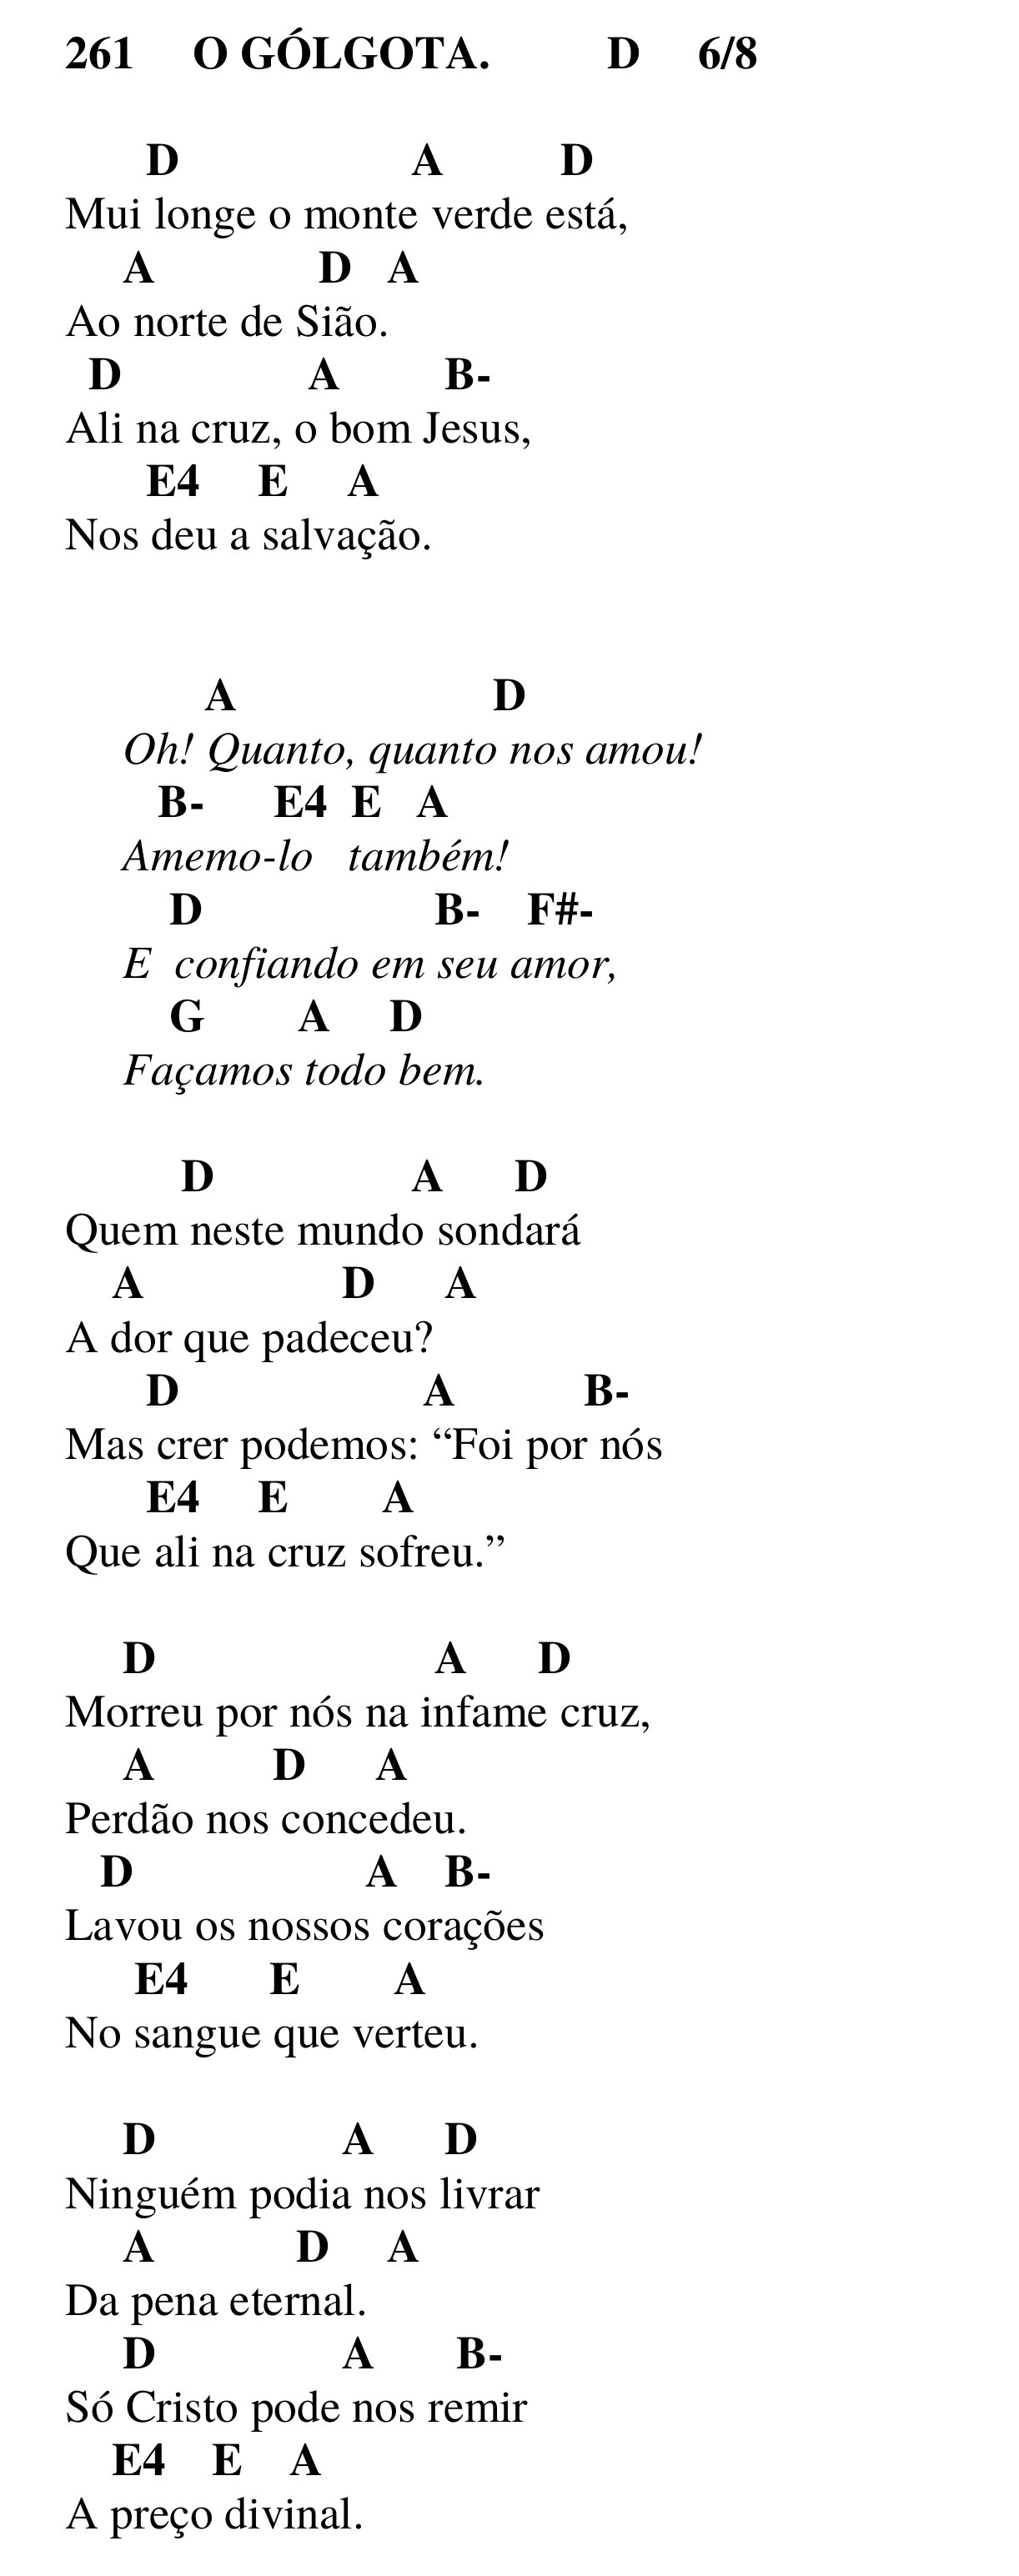 261     O GÓLGOTA.          D     6/8
D                    A          D
Mui longe o monte verde está,
A              D   A
Ao norte de Sião.
D                A         B-
Ali na cruz, o bom Jesus,
E4     E     A
Nos deu a salvação.
A                      D
Oh! Quanto, quanto nos amou!
B-      E4  E   A
Amemo-lo   também!
D                    B-    F#-
E  confiando em seu amor,
G        A     D
Façamos todo bem.
D                 A      D
Quem neste mundo sondará
A                 D      A
A dor que padeceu?
D                     A           B-
Mas crer podemos: “Foi por nós
E4     E        A
Que ali na cruz sofreu.”
D                        A      D
Morreu por nós na infame cruz,
A          D      A
Perdão nos concedeu.
D                    A    B-
Lavou os nossos corações
E4       E        A
No sangue que verteu.
D                A      D
Ninguém podia nos livrar
A            D     A
Da pena eternal.
D                A       B-
Só Cristo pode nos remir
E4    E    A
A preço divinal.